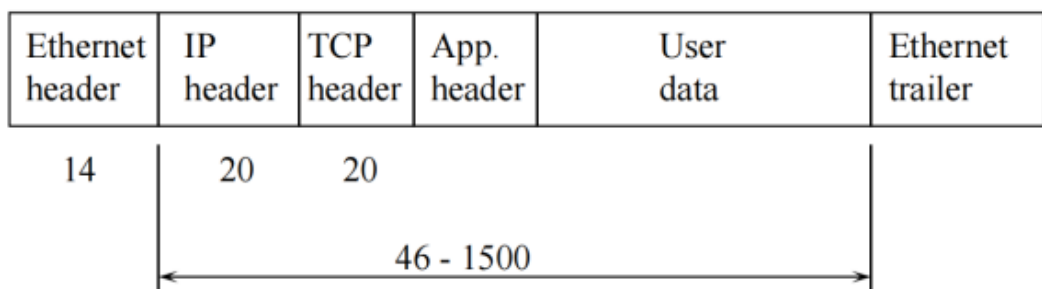 Ethernet header
IP header
TCP header
App. header
User data
Ethernet trailer
14
20
20
46 - 1500